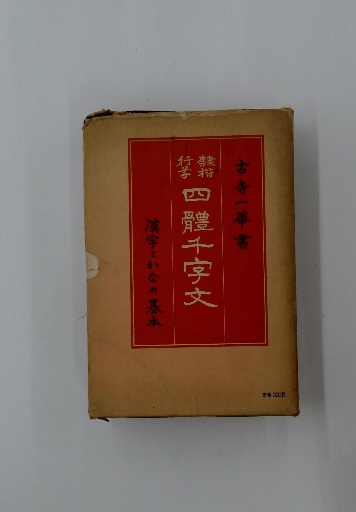 古寺一華書
隷楷
行草
四體千字文
漢字とかなの基本